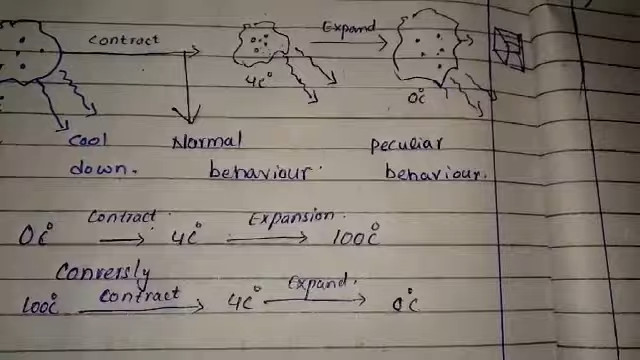 contract Expand
4c° 0c°
Cool Normal peculiar
down. behaviour. behaviour.
Contract Expansion.
0c° 4c° 100c°
Conversly
contract Expand.
100c° 4c° 0c°